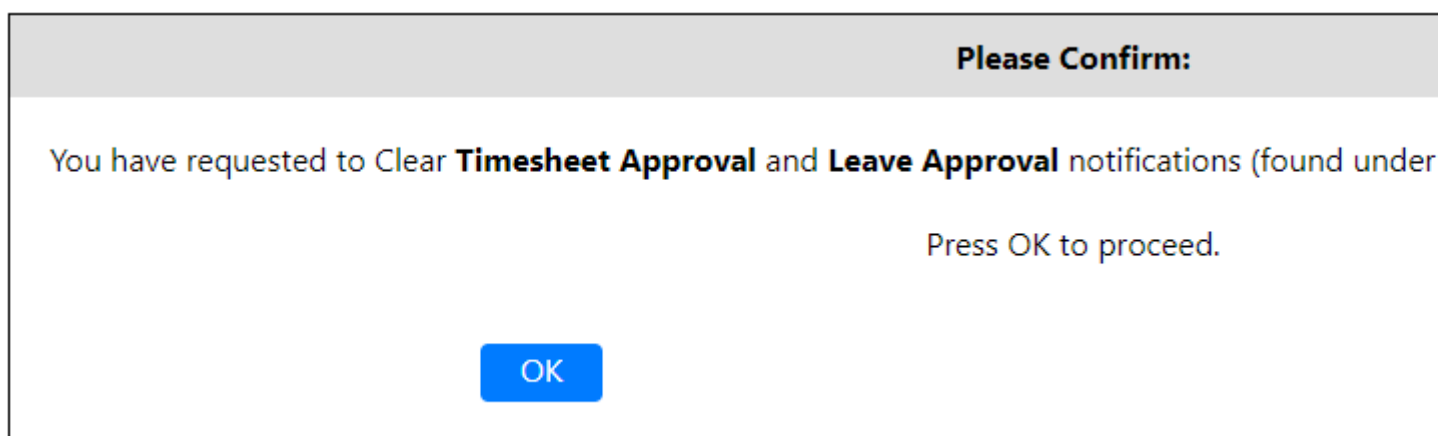 Please Confirm:
You have requested to Clear Timesheet Approval and Leave Approval notifications (found under
Press OK to proceed.
OK